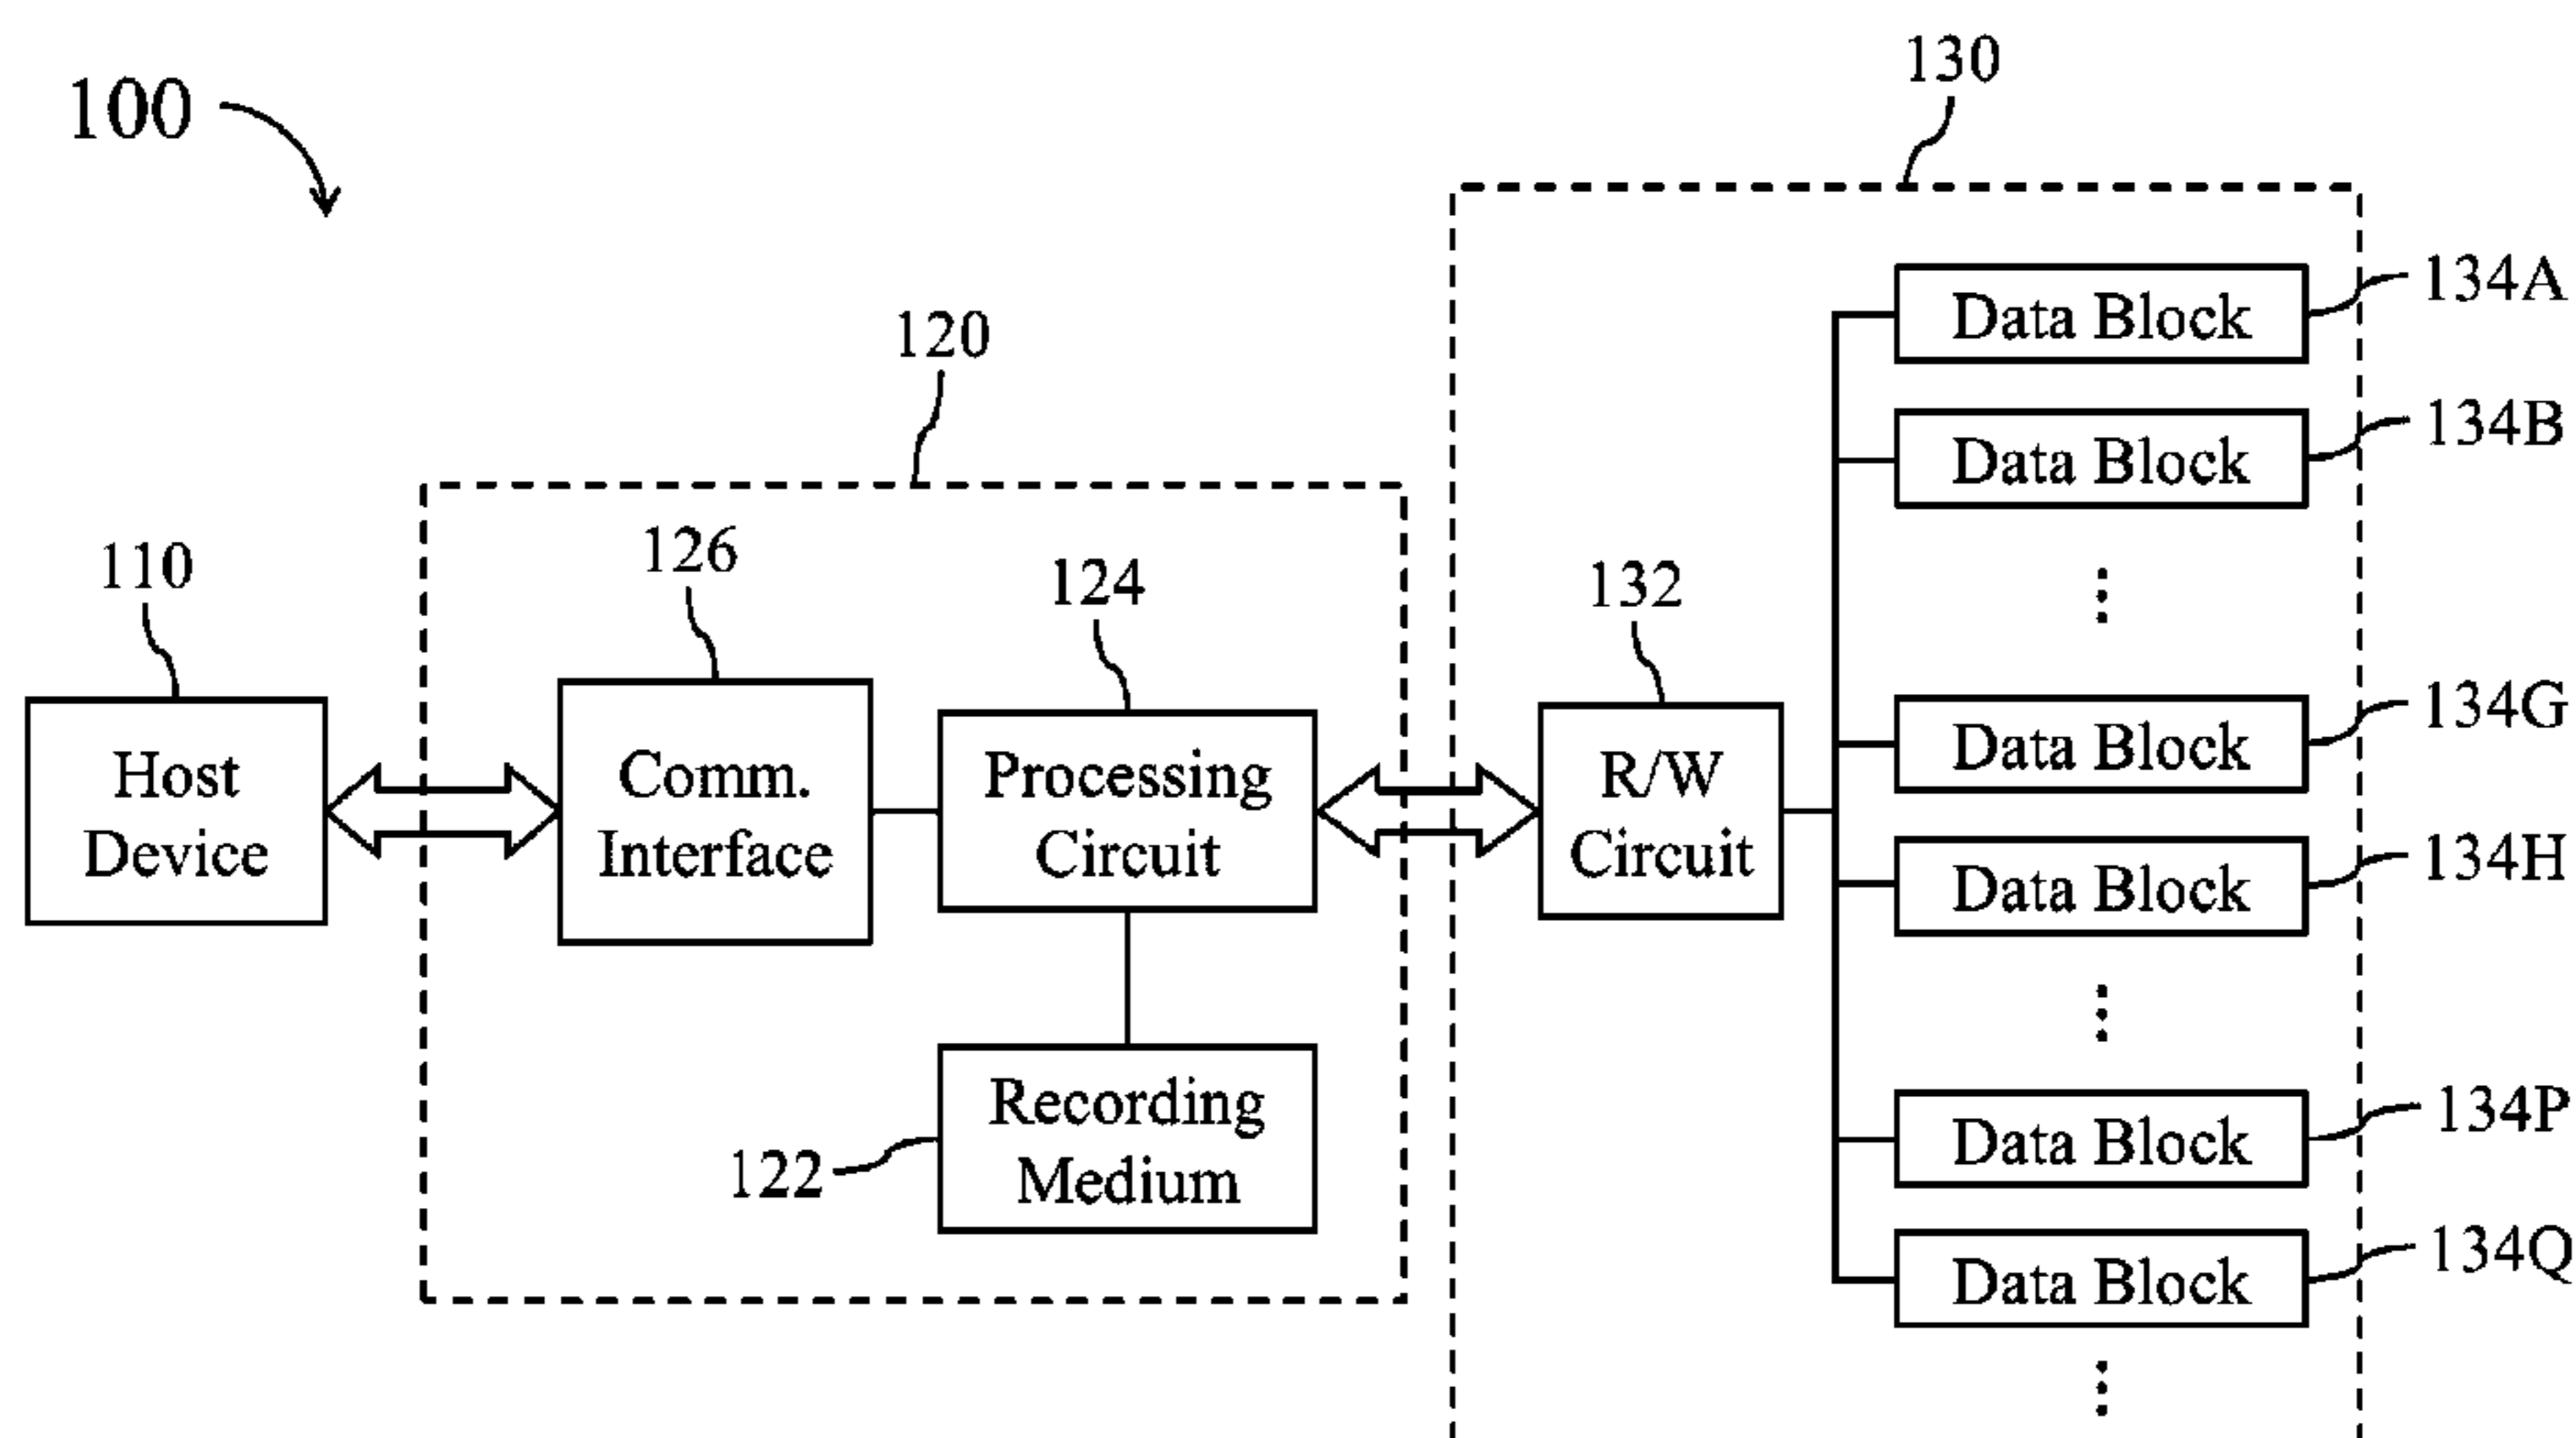 100
130
134A
Data Block
120
134B
Data Block
110
126
124
132
134G
Data Block
Host
Device
Comm.
Interface
Processing
Circuit
R/W
Circuit
134H
Data Block
134P
Data Block
Recording
Medium
122
134Q
Data Block